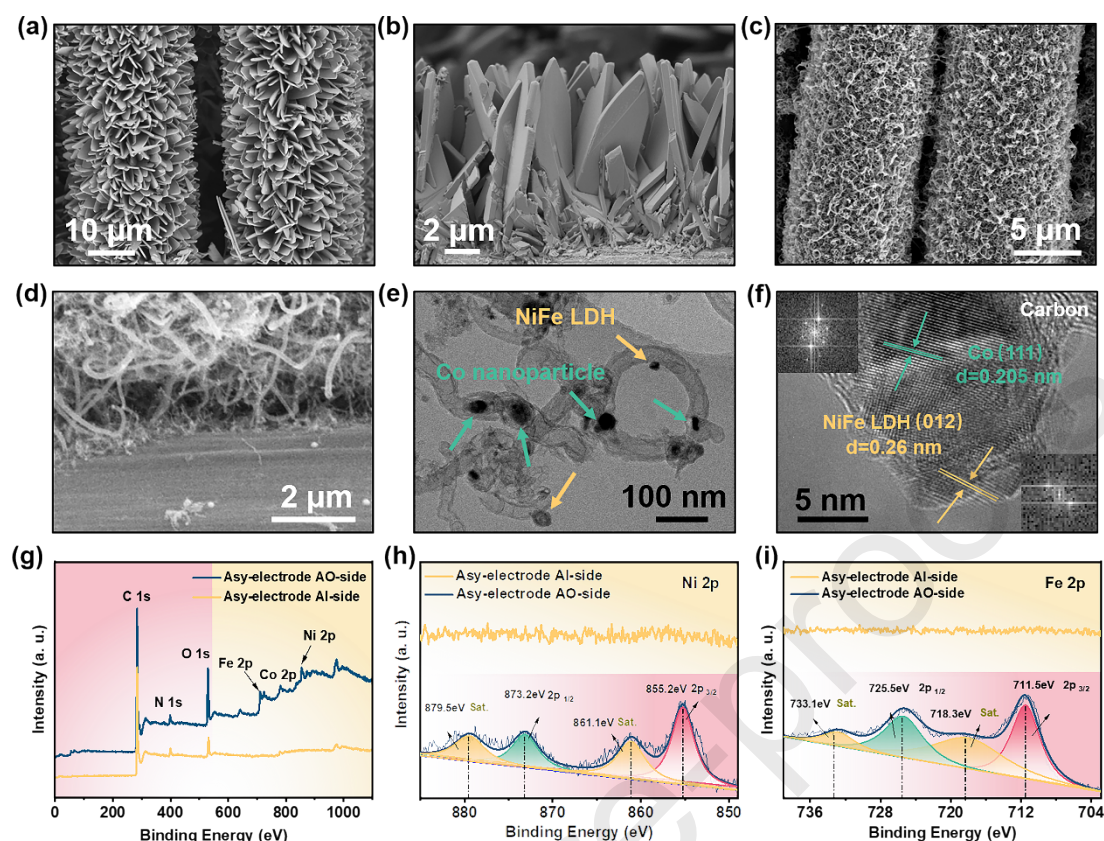 (a)
10 μm
(b)
2 μm
(c)
5 μm
(d)
2 μm
(e)
NiFe LDH
Co nanoparticle
100 nm
(f)
Carbon
Co (111)
d=0.205 nm
NiFe LDH (012)
d=0.26 nm
5 nm
(g)
Asy-electrode AO-side
Asy-electrode Al-side
C 1s
N 1s
O 1s
Fe 2p
Co 2p
Ni 2p
Intensity (a. u.)
0 200 400 600 800 1000
Binding Energy (eV)
(h)
Asy-electrode Al-side
Asy-electrode AO-side
Ni 2p
879.5eV Sat.
873.2eV 2p 1/2
861.1eV Sat.
855.2eV 2p 3/2
Intensity (a. u.)
880 870 860 850
Binding Energy (eV)
(i)
Asy-electrode Al-side
Asy-electrode AO-side
Fe 2p
733.1eV Sat.
725.5eV 2p 1/2
718.3eV Sat.
711.5eV 2p 3/2
Intensity (a. u.)
736 728 720 712 704
Binding Energy (eV)